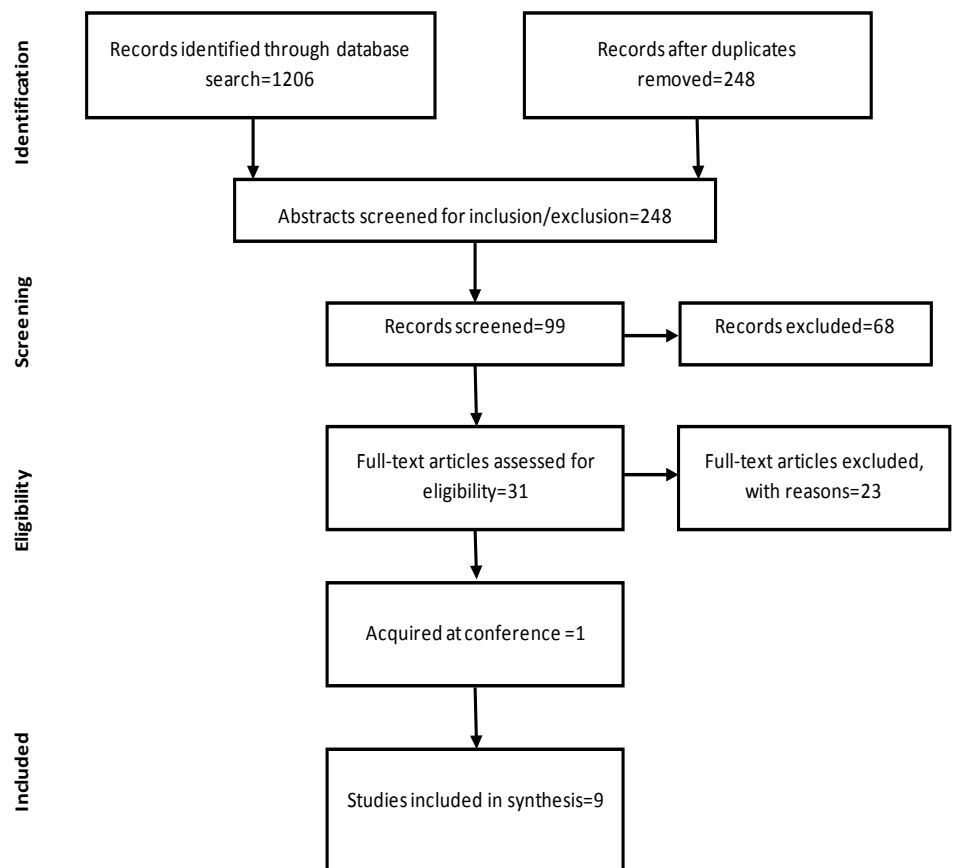 Identification
Records identified through database
search=1206
Records after duplicates
removed=248
Abstracts screened for inclusion/exclusion=248
Screening
Records screened=99
Records excluded=68
Eligibility
Full-text articles assessed for
eligibility=31
Full-text articles excluded,
with reasons=23
Acquired at conference =1
Included
Studies included in synthesis=9